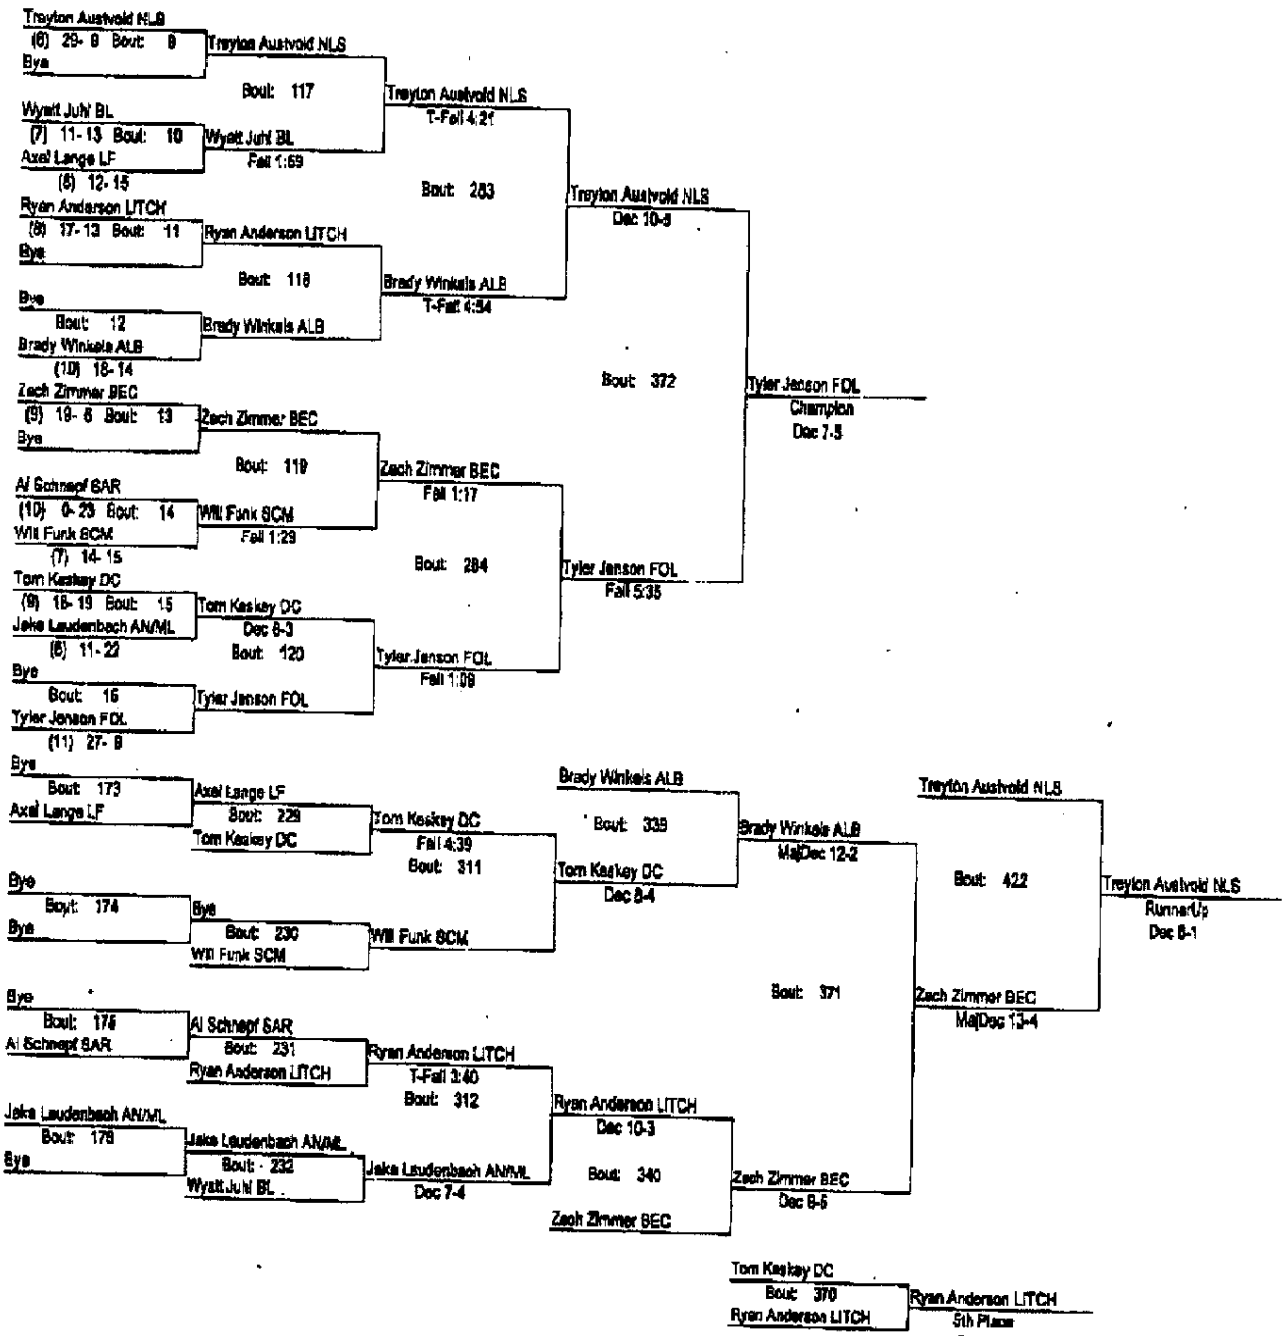 Treyton Austvold NLS
(6) 29- 9 Bout: 9
Bye
Treyton Austvold NLS
Bout: 117
Wyatt Juhl BL
(7) 11- 13 Bout: 10
Axel Lange LF
(8) 12- 15
Wyatt Juhl BL
Fall 1:59
Treyton Austvold NLS
T-Fall 4:21
Bout: 283
Ryan Anderson LITCH
(8) 17- 13 Bout: 11
Bye
Ryan Anderson LITCH
Bout: 118
Bye
Bout: 12
Brady Winkels ALB
(10) 18- 14
Brady Winkels ALB
Brady Winkels ALB
T-Fall 4:54
Treyton Austvold NLS
Dec 10-5
Bout: 372
Zach Zimmer BEC
(9) 19- 6 Bout: 13
Bye
Zach Zimmer BEC
Bout: 119
Al Schnepf SAR
(10) 0- 23 Bout: 14
Will Funk SCM
(7) 14- 15
Will Funk SCM
Fall 1:29
Zach Zimmer BEC
Fall 1:17
Bout: 284
Tom Keskey DC
(9) 18- 19 Bout: 15
Jake Laudenbach AN/ML
(6) 11- 22
Tom Keskey DC
Dec 8-3
Bout: 120
Bye
Bout: 16
Tyler Jenson FOL
(11) 27- 9
Tyler Jenson FOL
Tyler Jenson FOL
Fall 1:09
Tyler Jenson FOL
Fall 5:35
Tyler Jenson FOL
Champion
Dec 7-5
Bye
Bout: 173
Axel Lange LF
Axel Lange LF
Bout: 229
Tom Keskey DC
Tom Keskey DC
Fall 4:39
Bout: 311
Bye
Bout: 174
Bye
Bye
Bout: 230
Will Funk SCM
Will Funk SCM
Brady Winkels ALB
Bout: 339
Tom Keskey DC
Dec 8-4
Brady Winkels ALB
MajDec 12-2
Bout: 371
Bye
Bout: 175
Al Schnepf SAR
Al Schnepf SAR
Bout: 231
Ryan Anderson LITCH
Ryan Anderson LITCH
T-Fall 3:40
Bout: 312
Jake Laudenbach AN/ML
Bout: 176
Bye
Jake Laudenbach AN/ML
Bout: 232
Wyatt Juhl BL
Jake Laudenbach AN/ML
Dec 7-4
Ryan Anderson LITCH
Dec 10-3
Bout: 340
Zach Zimmer BEC
Zach Zimmer BEC
Dec 8-5
Treyton Austvold NLS
Bout: 422
Zach Zimmer BEC
MajDec 13-4
Treyton Austvold NLS
RunnerUp
Dec 6-1
Tom Keskey DC
Bout: 370
Ryan Anderson LITCH
Ryan Anderson LITCH
5th Place